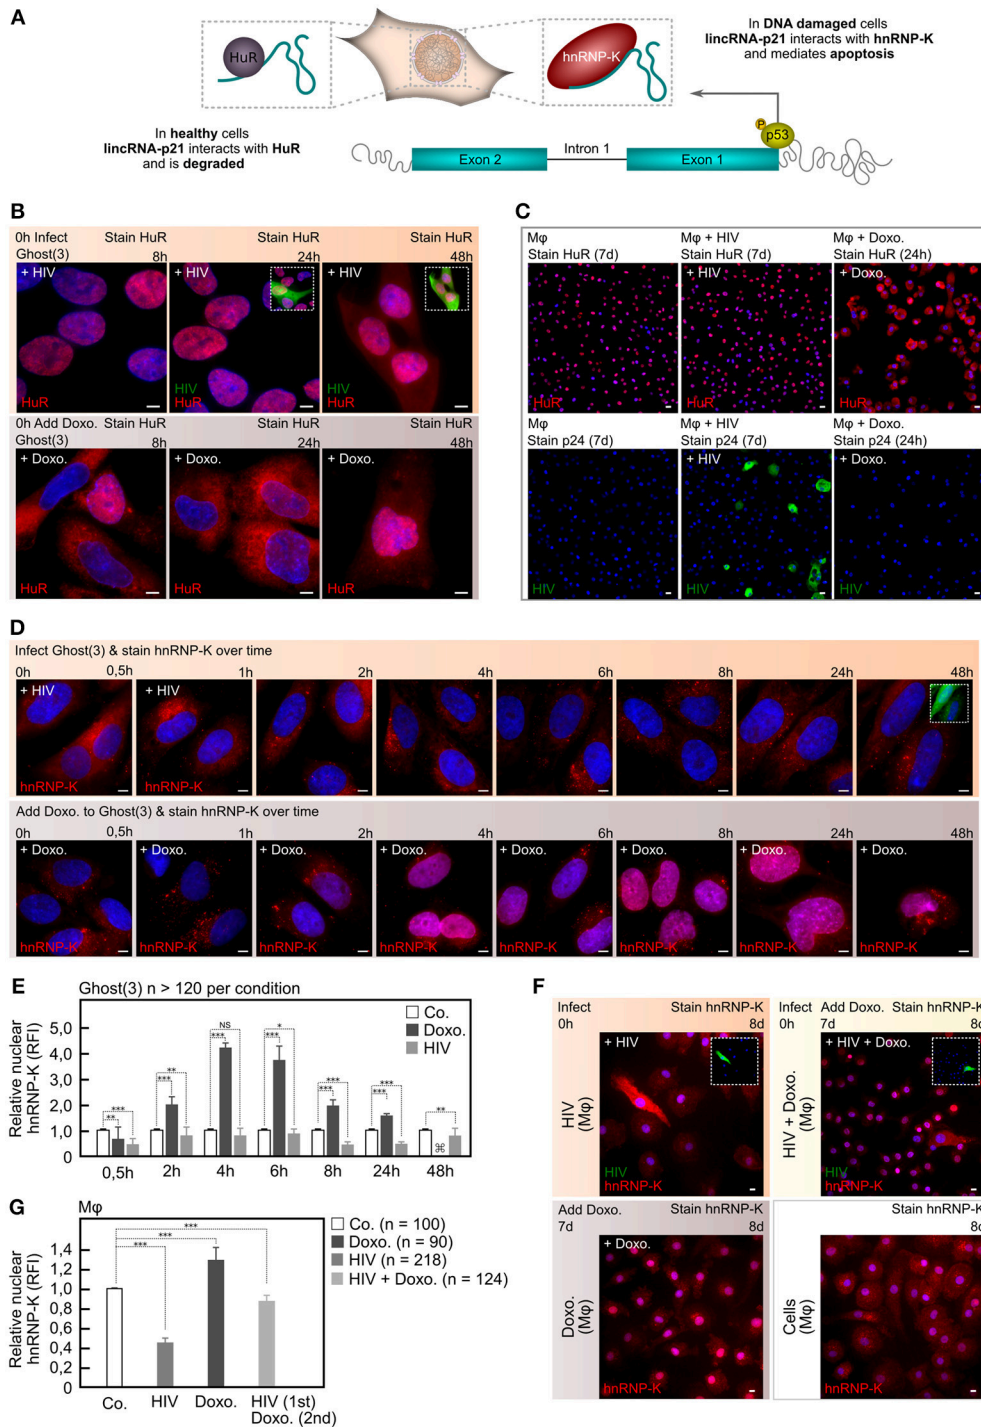 A
HuR
hnRNP-K
In DNA damaged cells
lincRNA-p21 interacts with hnRNP-K
and mediates apoptosis
In healthy cells
lincRNA-p21 interacts with HuR
and is degraded
P
p53
Exon 2
Intron 1
Exon 1
B
0h Infect Stain HuR Stain HuR Stain HuR
Ghost(3) 8h 24h 48h
+ HIV + HIV + HIV
HIV HIV
HuR HuR HuR
0h Add Doxo. Stain HuR Stain HuR Stain HuR
Ghost(3) 8h 24h 48h
+ Doxo. + Doxo. + Doxo.
HuR HuR HuR
C
Mφ Mφ + HIV Mφ + Doxo.
Stain HuR (7d) Stain HuR (7d) Stain HuR (24h)
+ HIV + Doxo.
HuR HuR HuR
Mφ Mφ + HIV Mφ + Doxo.
Stain p24 (7d) Stain p24 (7d) Stain p24 (24h)
+ HIV + Doxo.
HIV HIV HIV
D
Infect Ghost(3) & stain hnRNP-K over time
0h 0,5h 1h 2h 4h 6h 8h 24h 48h
+ HIV + HIV
hnRNP-K hnRNP-K
Add Doxo. to Ghost(3) & stain hnRNP-K over time
0h 0,5h 1h 2h 4h 6h 8h 24h 48h
+ Doxo. + Doxo. + Doxo. + Doxo. + Doxo. + Doxo. + Doxo. + Doxo.
hnRNP-K hnRNP-K hnRNP-K hnRNP-K hnRNP-K hnRNP-K hnRNP-K hnRNP-K
E
Ghost(3) n > 120 per condition
Relative nuclear
hnRNP-K (RFI)
5,0
4,0
3,0
2,0
1,0
0
Co.
Doxo.
HIV
*** ** *** ** *** NS *** * *** *** *** **
⌘
0,5h 2h 4h 6h 8h 24h 48h
F
Infect Stain hnRNP-K
0h 8d
+ HIV
HIV
(Mφ)
HIV
hnRNP-K
Infect Add Doxo. Stain hnRNP-K
0h 7d 8d
+ HIV + Doxo.
HIV + Doxo.
(Mφ)
HIV
hnRNP-K
Add Doxo. Stain hnRNP-K
7d 8d
+ Doxo.
Doxo.
(Mφ)
hnRNP-K
Stain hnRNP-K
8d
Cells
(Mφ)
hnRNP-K
G
Mφ
Relative nuclear
hnRNP-K (RFI)
1,4
1,2
1,0
0,8
0,6
0,4
0,2
0
***
***
***
Co. (n = 100)
Doxo. (n = 90)
HIV (n = 218)
HIV + Doxo. (n = 124)
Co. HIV Doxo. HIV (1st)
Doxo. (2nd)